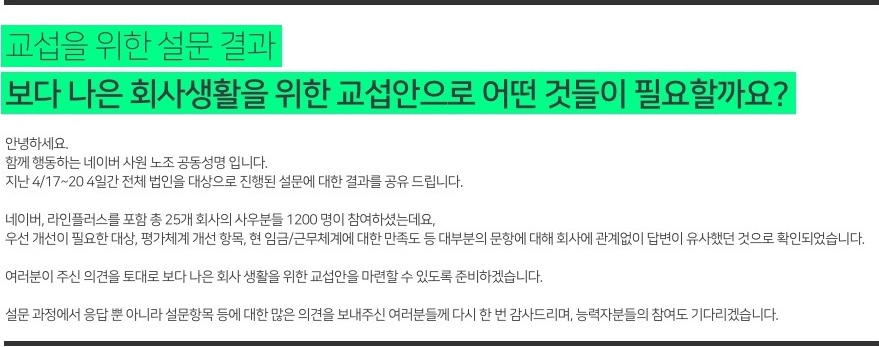 교섭을 위한 설문 결과
보다 나은 회사생활을 위한 교섭안으로 어떤 것들이 필요할까요?
안녕하세요.
함께 행동하는 네이버 사원 노조 공동성명 입니다.
지난 4/17~20 4일간 전체 법인을 대상으로 진행된 설문에 대한 결과를 공유 드립니다.
네이버, 라인플러스를 포함 총 25개 회사의 사우분들 1200 명이 참여하셨는데요,
우선 개선이 필요한 대상, 평가체계 개선 항목, 현 임금/근무체계에 대한 만족도 등 대부분의 문항에 대해 회사에 관계없이 답변이 유사했던 것으로 확인되었습니다.
여러분이 주신 의견을 토대로 보다 나은 회사 생활을 위한 교섭안을 마련할 수 있도록 준비하겠습니다.
설문 과정에서 응답 뿐 아니라 설문항목 등에 대한 많은 의견을 보내주신 여러분들께 다시 한 번 감사드리며, 능력자분들의 참여도 기다리겠습니다.